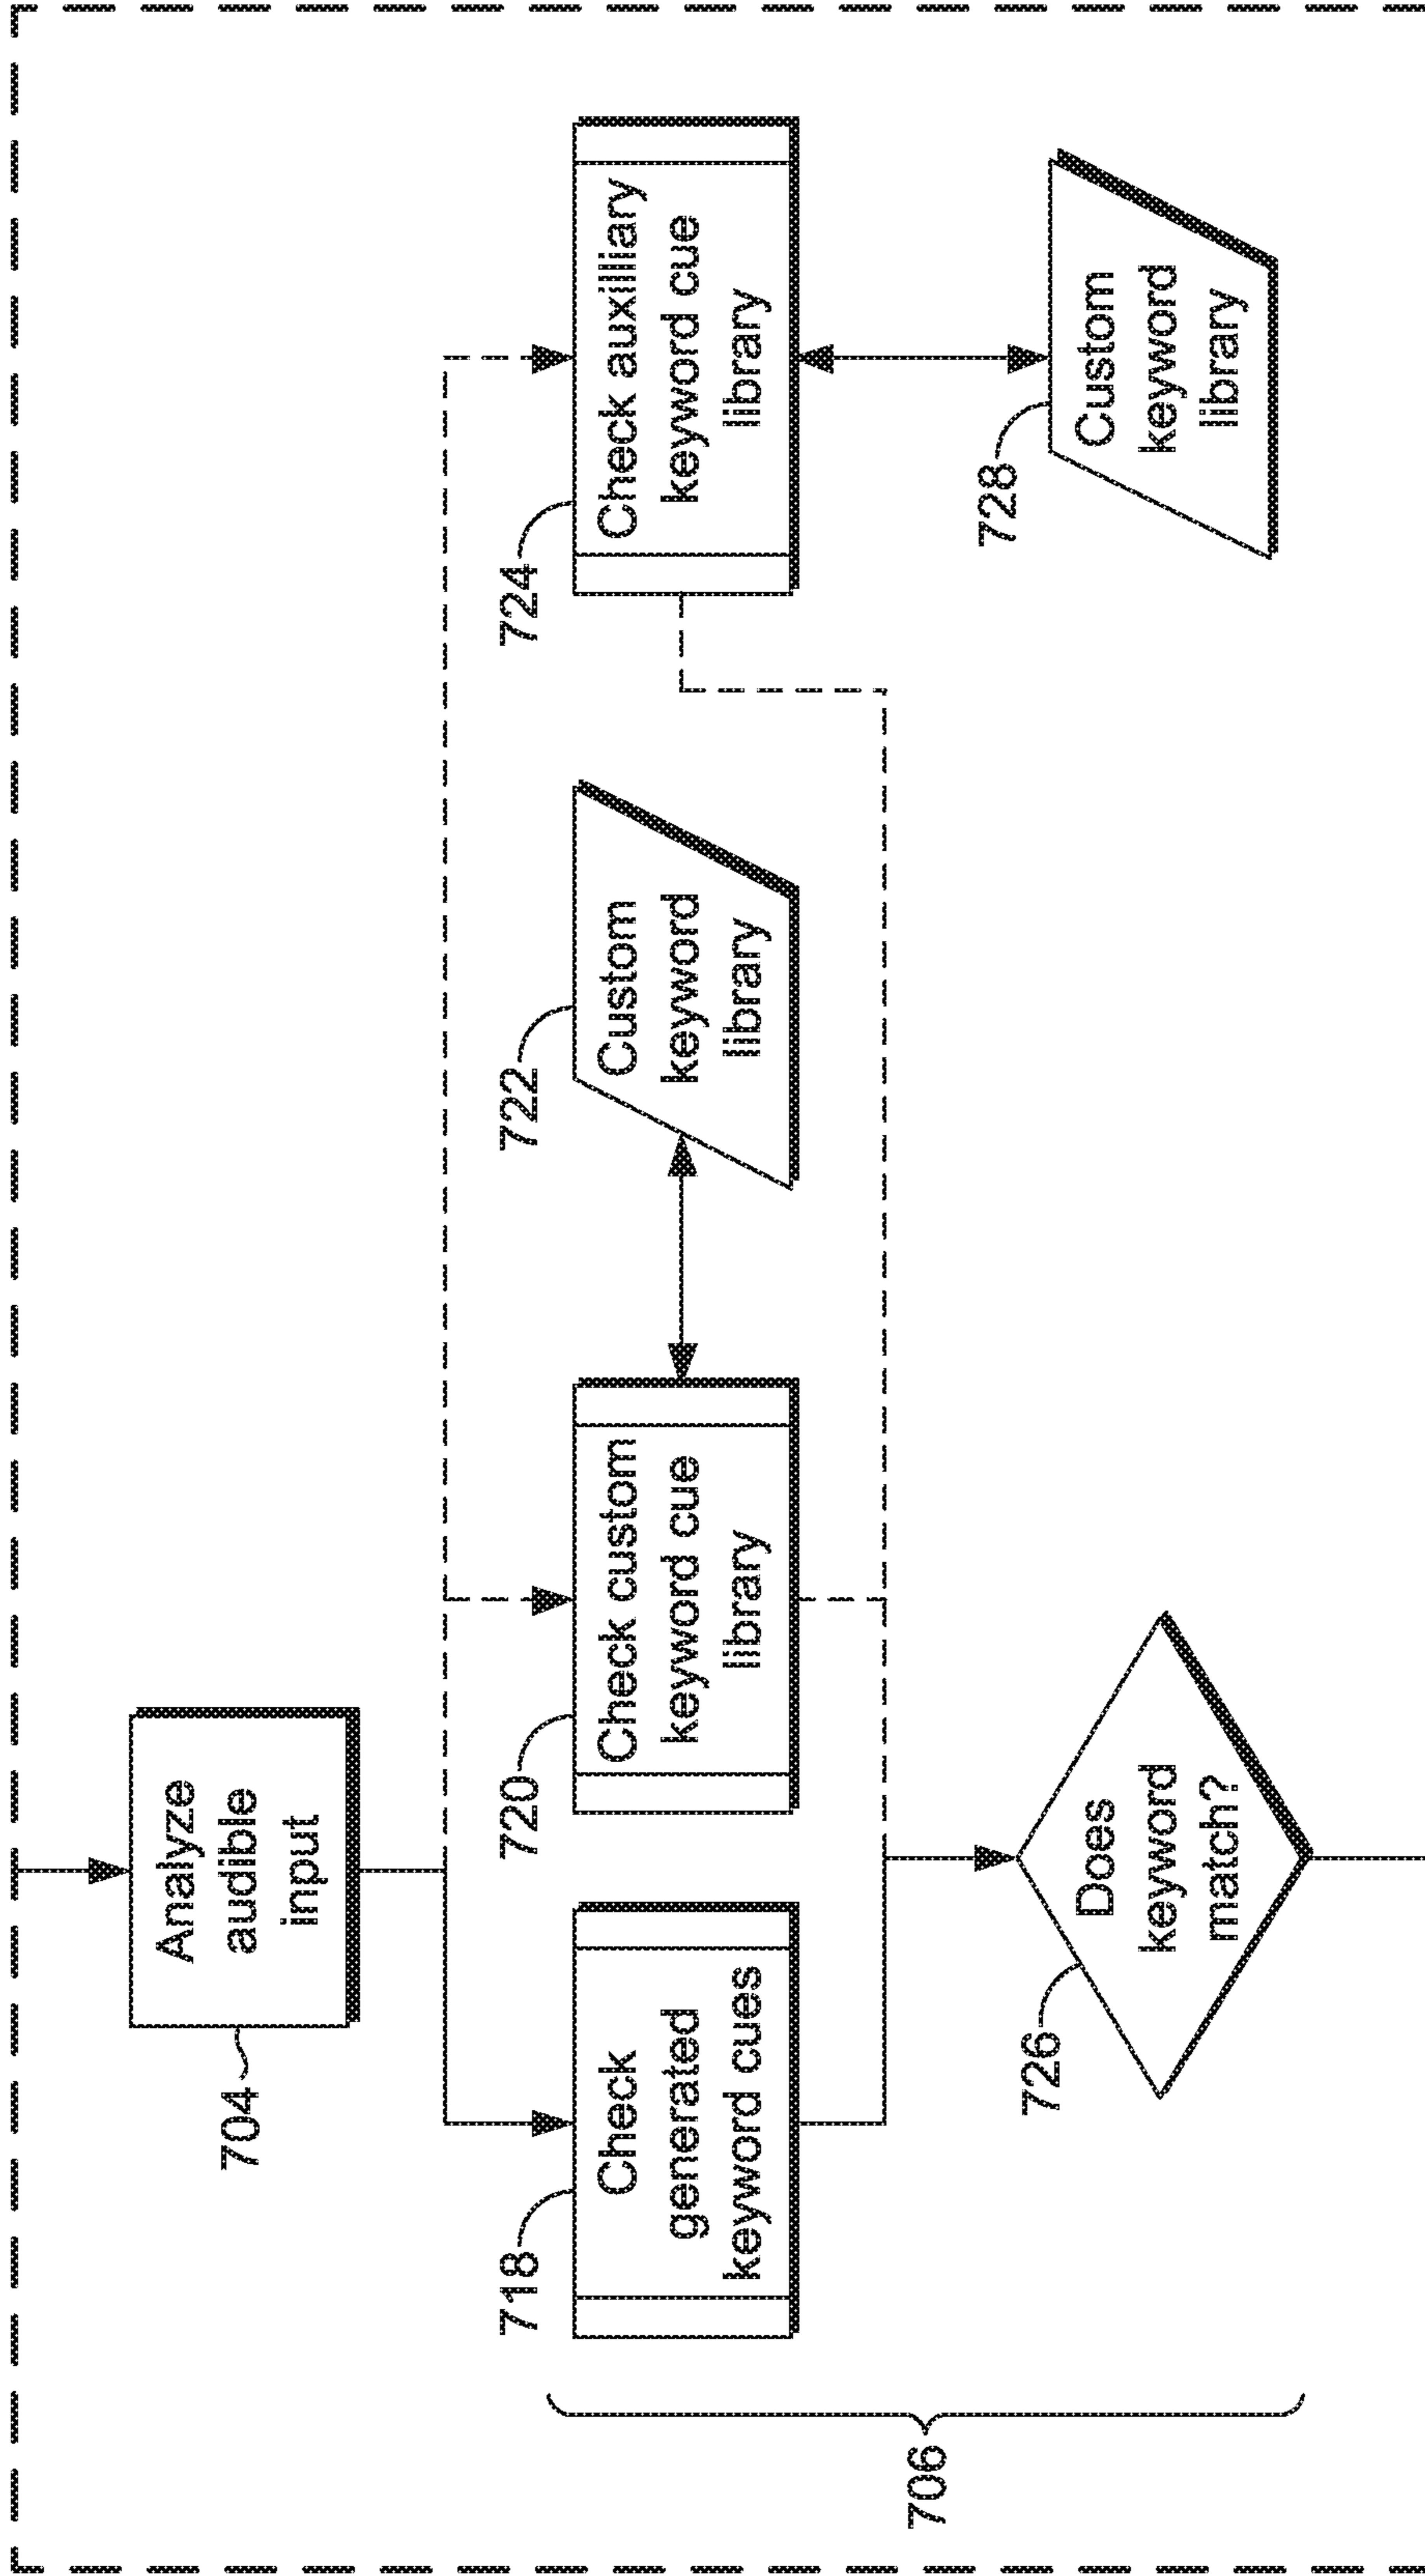 704
Analyze
audible
input
718
Check
generated
keyword cues
720
Check custom
keyword cue
library
722
Custom
keyword
library
724
Check auxilliary
keyword cue
library
706
726
Does
keyword
match?
728
Custom
keyword
library